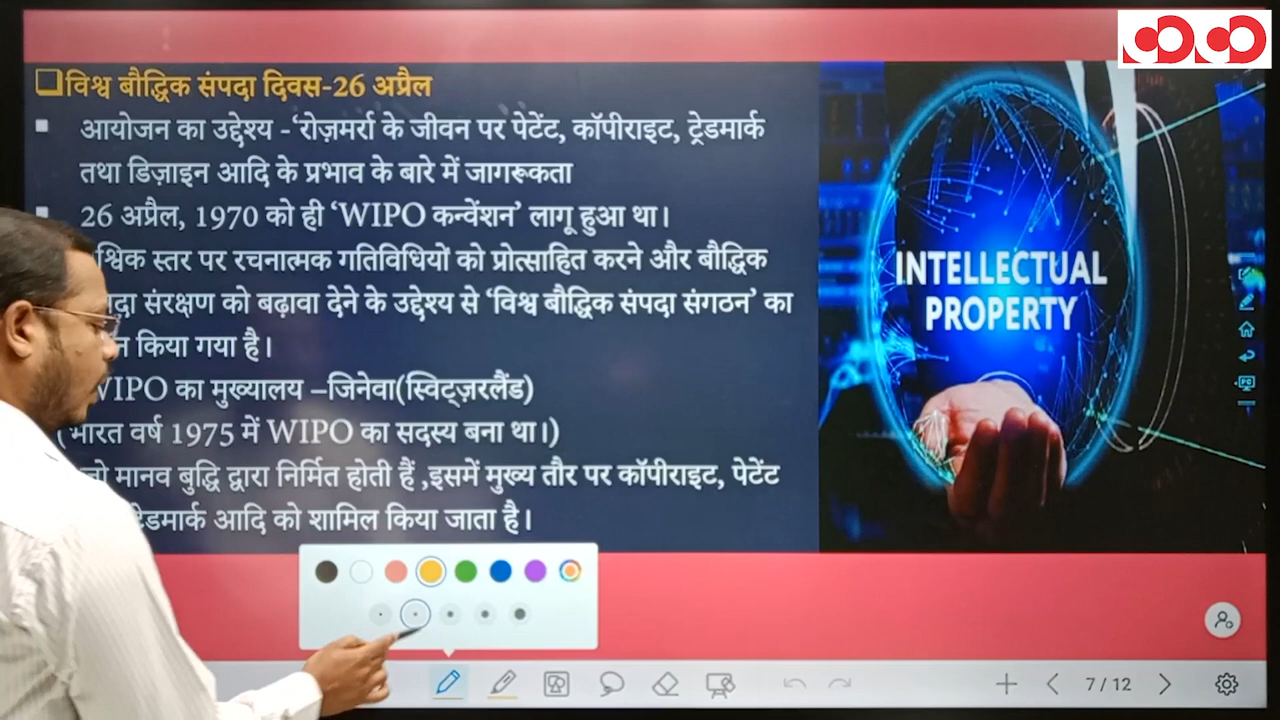 विश्व बौद्धिक संपदा दिवस-26 अप्रैल
आयोजन का उद्देश्य -‘रोज़मर्रा के जीवन पर पेटेंट, कॉपीराइट, ट्रेडमार्क
तथा डिज़ाइन आदि के प्रभाव के बारे में जागरूकता
26 अप्रैल, 1970 को ही ‘WIPO कन्वेंशन’ लागू हुआ था।
स्तर पर रचनात्मक गतिविधियों को प्रोत्साहित करने और बौद्धिक
संरक्षण को बढ़ावा देने के उद्देश्य से ‘विश्व बौद्धिक संपदा संगठन’ का
किया गया है।
WIPO का मुख्यालय –जिनेवा(स्विट्ज़रलैंड)
(भारत वर्ष 1975 में WIPO का सदस्य बना था।)
मानव बुद्धि द्वारा निर्मित होती हैं ,इसमें मुख्य तौर पर कॉपीराइट, पेटेंट
आदि को शामिल किया जाता है।
INTELLECTUAL
PROPERTY
7 / 12